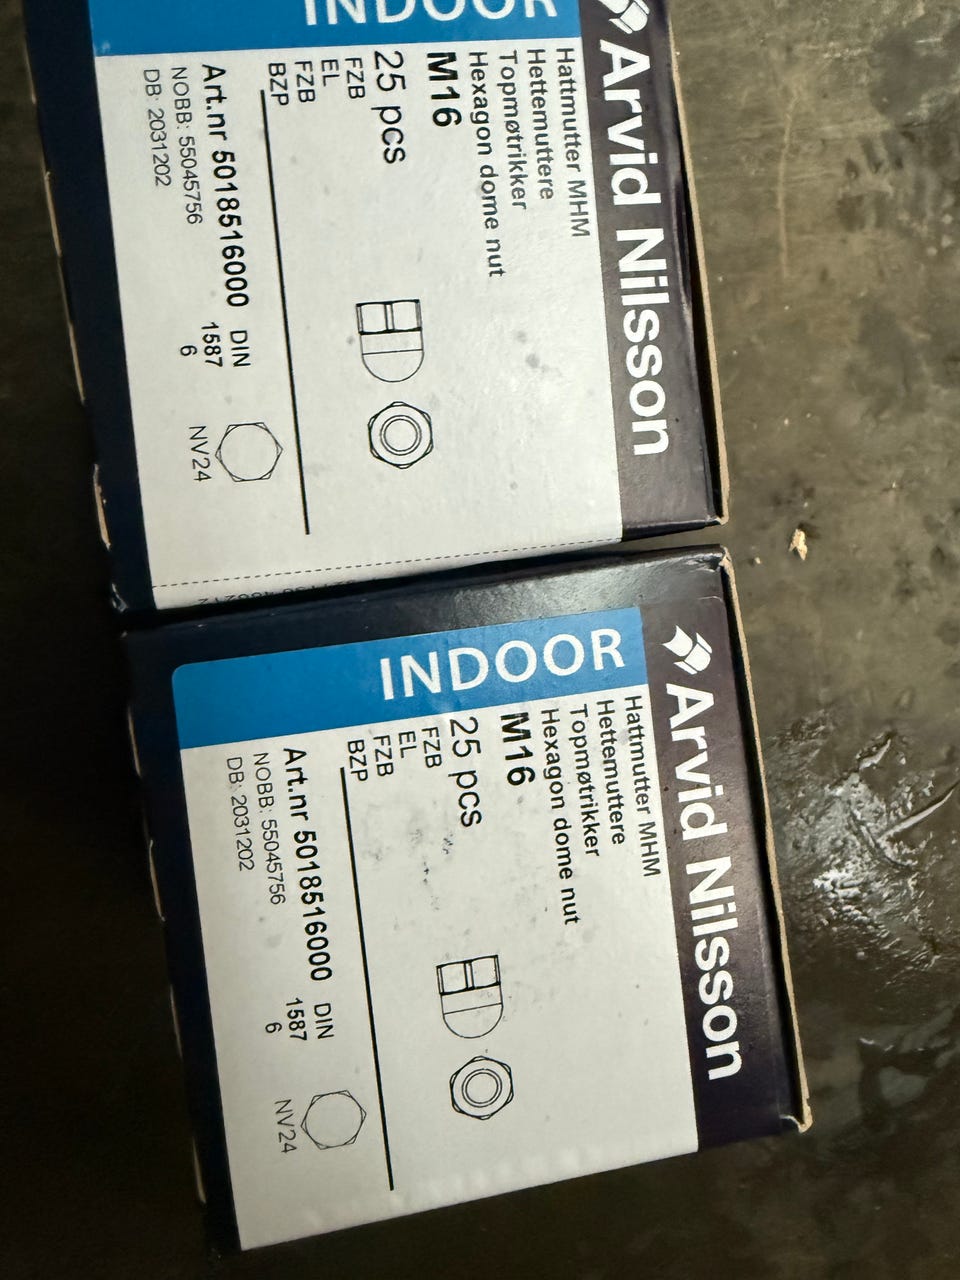 INDOOR
Arvid Nilsson
Hattmutter MHM
Hettemuttere
Topmøtrikker
Hexagon dome nut
M16
25 pcs
FZB
EL
FZB
BZP
Art.nr 5018516000
NOBB: 55045756
DB: 2031202
DIN
1587
6
NV24
INDOOR
Arvid Nilsson
Hattmutter MHM
Hettemuttere
Topmøtrikker
Hexagon dome nut
M16
25 pcs
FZB
EL
FZB
BZP
Art.nr 5018516000
NOBB: 55045756
DB: 2031202
DIN
1587
6
NV24